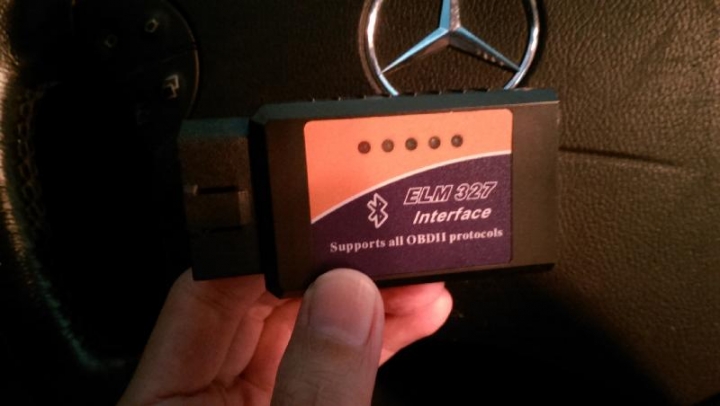 ELM 327
Interface
Supports all OBDII protocols